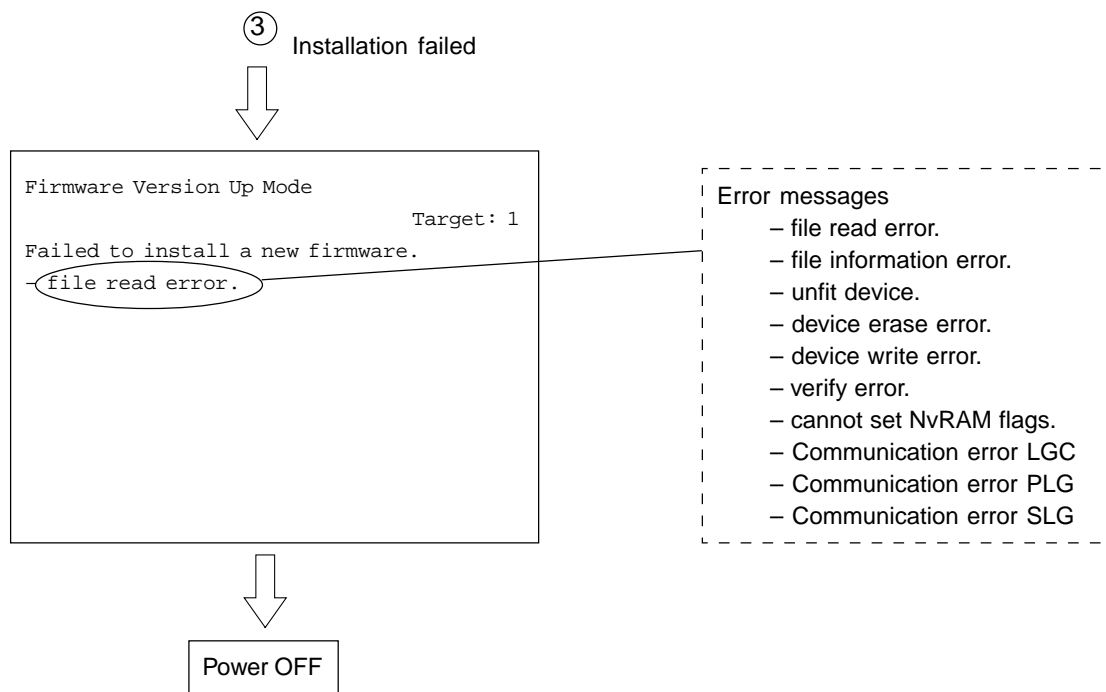 3
Installation failed
Firmware Version Up Mode
Target: 1
Failed to install a new firmware.
– file read error.
Error messages
– file read error.
– file information error.
– unfit device.
– device erase error.
– device write error.
– verify error.
– cannot set NvRAM flags.
– Communication error LGC
– Communication error PLG
– Communication error SLG
Power OFF